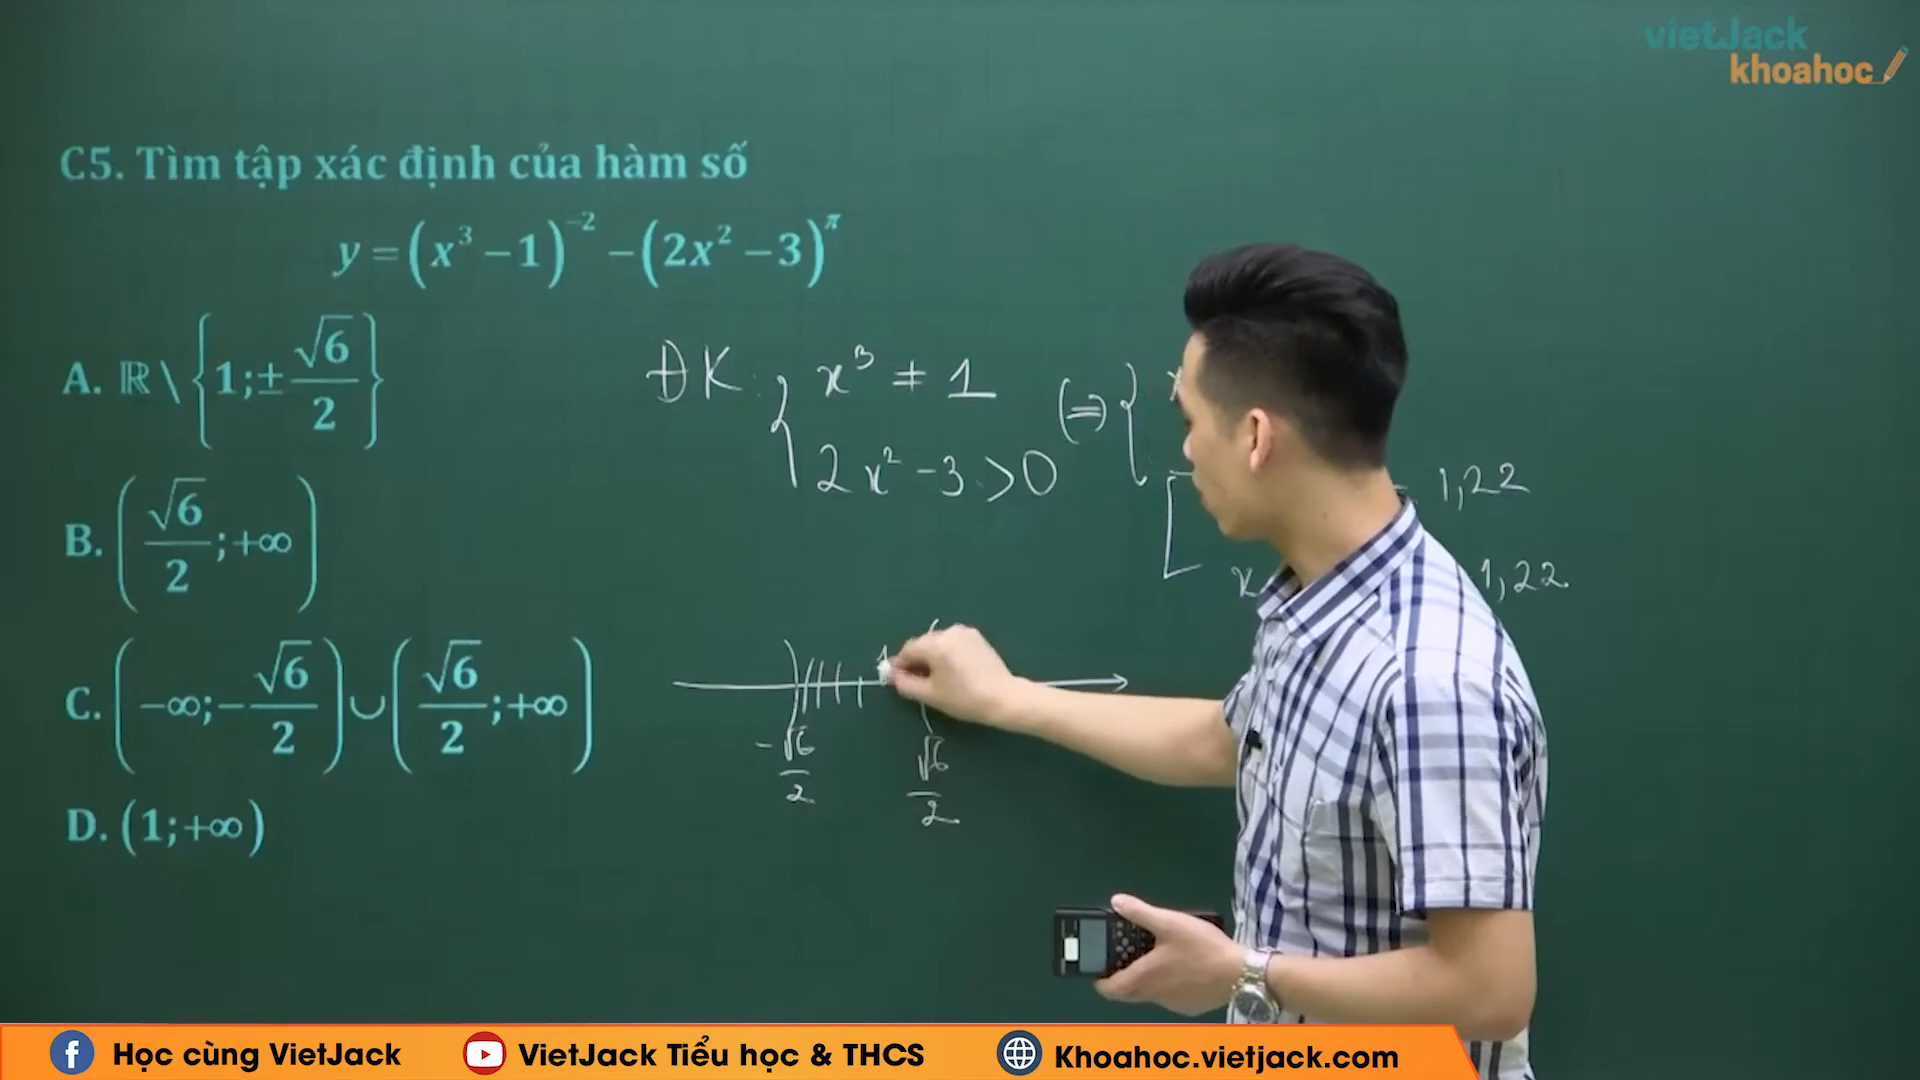 vietJack
khoahoc
C5. Tìm tập xác định của hàm số
y = (x³ − 1)⁻² − (2x² − 3)^π
A. ℝ \ {1; ± √6/2}
B. (√6/2; +∞)
C. (−∞; −√6/2) ∪ (√6/2; +∞)
D. (1; +∞)
ĐK: { x³ ≠ 1
2x² − 3 > 0
(=) {
[
1,22
x
1,22
−√6/2
√6/2
Học cùng VietJack
VietJack Tiểu học & THCS
Khoahoc.vietjack.com